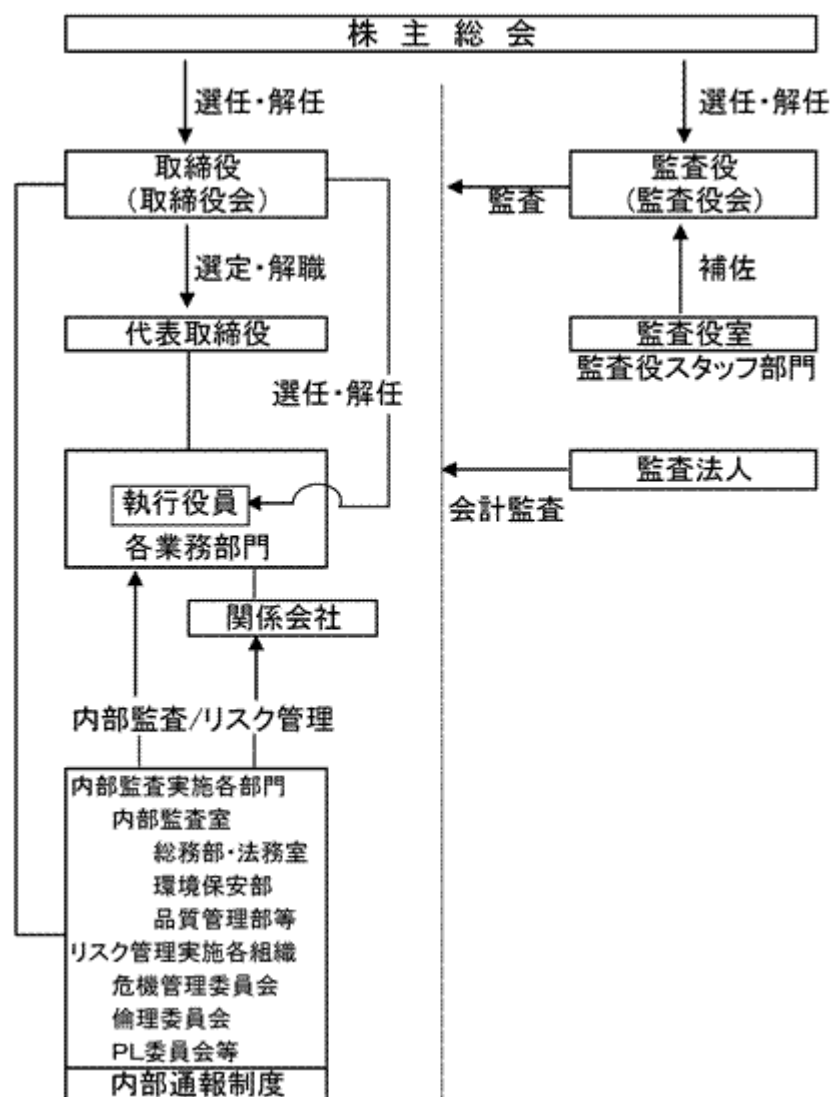 株主総会
選任・解任
選任・解任
取締役
(取締役会)
監査
監査役
(監査役会)
選定・解職
補佐
代表取締役
監査役室
監査役スタッフ部門
選任・解任
執行役員
各業務部門
監査法人
会計監査
関係会社
内部監査/リスク管理
内部監査実施各部門
内部監査室
総務部・法務室
環境保安部
品質管理部等
リスク管理実施各組織
危機管理委員会
倫理委員会
PL委員会等
内部通報制度